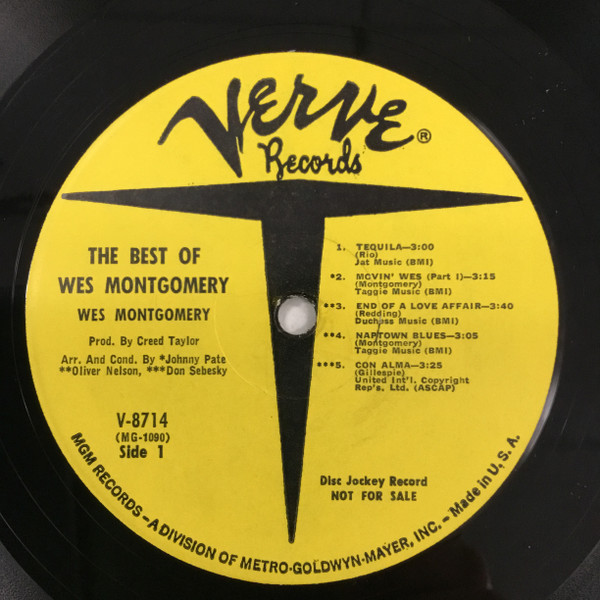 VERVE®
Records
THE BEST OF
WES MONTGOMERY
WES MONTGOMERY
Prod. By Creed Taylor
Arr. And Cond. By *Johnny Pate
**Oliver Nelson, ***Don Sebesky
V-8714
(MG-1090)
Side 1
1. TEQUILA—3:00
(Rio)
Jat Music (BMI)
*2. MOVIN' WES (Part I)—3:15
(Montgomery)
Taggie Music (BMI)
**3. END OF A LOVE AFFAIR—3:40
(Redding)
Duchess Music (BMI)
**4. NAPTOWN BLUES—3:05
(Montgomery)
Taggie Music (BMI)
***5. CON ALMA—3:25
(Gillespie)
United Int'l. Copyright
Rep's, Ltd. (ASCAP)
Disc Jockey Record
NOT FOR SALE
MGM RECORDS—A DIVISION OF METRO-GOLDWYN-MAYER, INC.—Made in U.S.A.